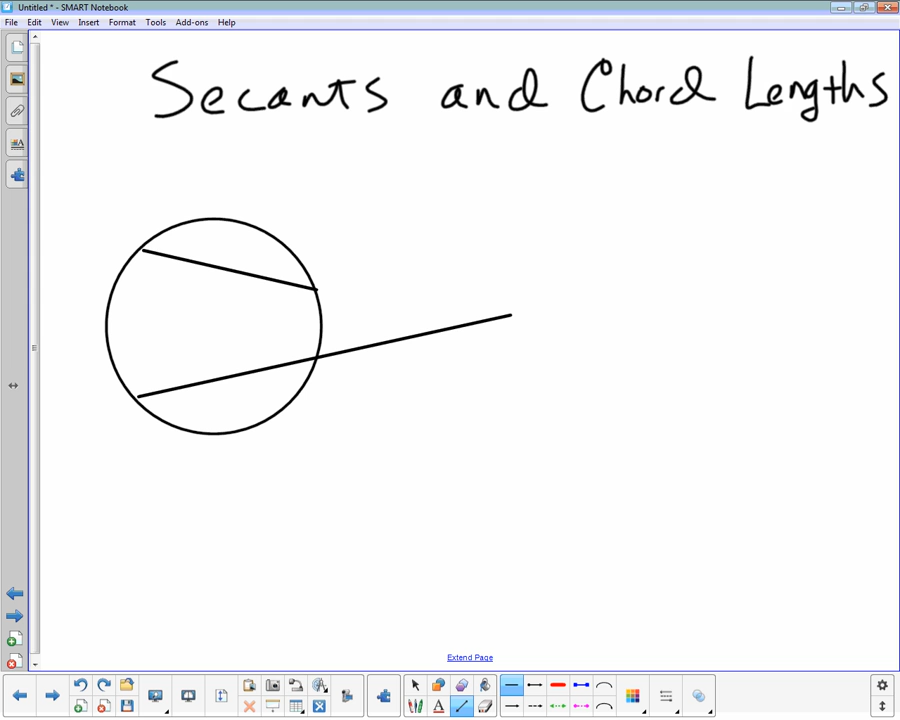 Untitled * - SMART Notebook
File Edit View Insert Format Tools Add-ons Help
Secants and Chord Lengths
Extend Page